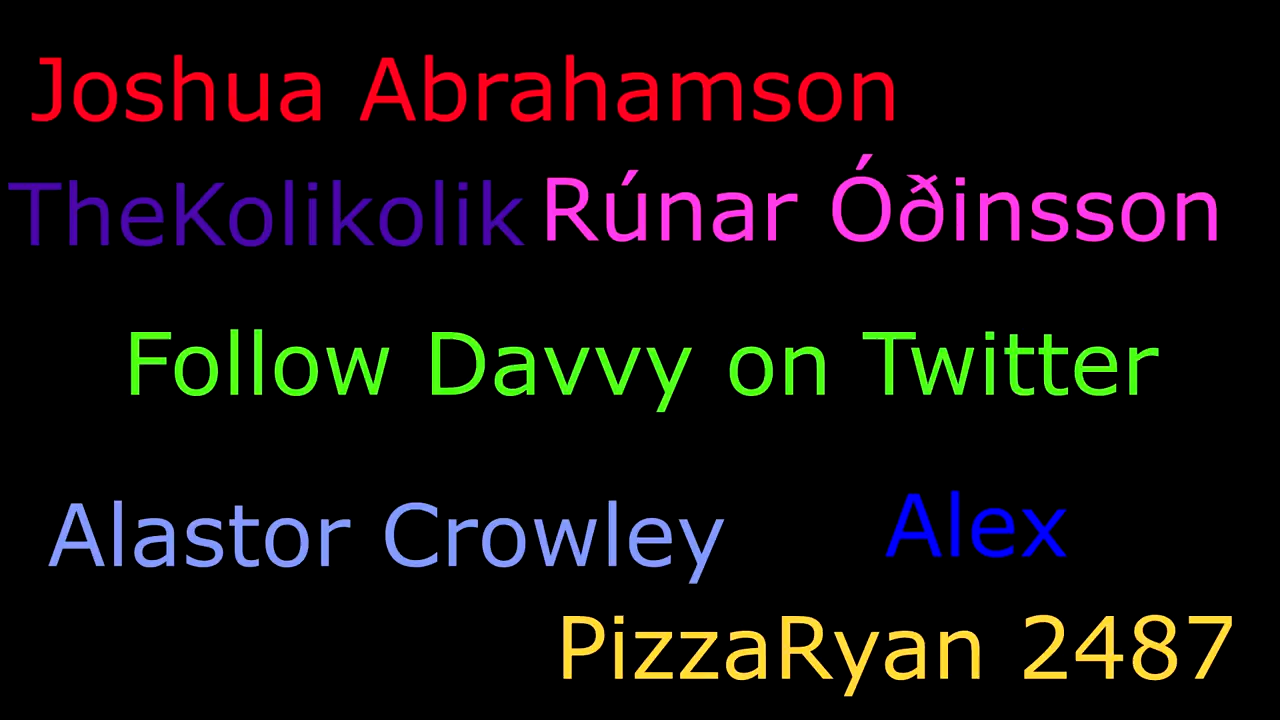 Joshua Abrahamson
TheKolikolik Rúnar Óðinsson
Follow Davvy on Twitter
Alastor Crowley Alex
PizzaRyan 2487